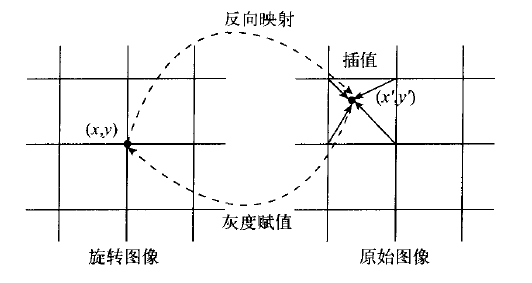 反向映射
插值
(x',y')
(x,y)
灰度赋值
旋转图像
原始图像